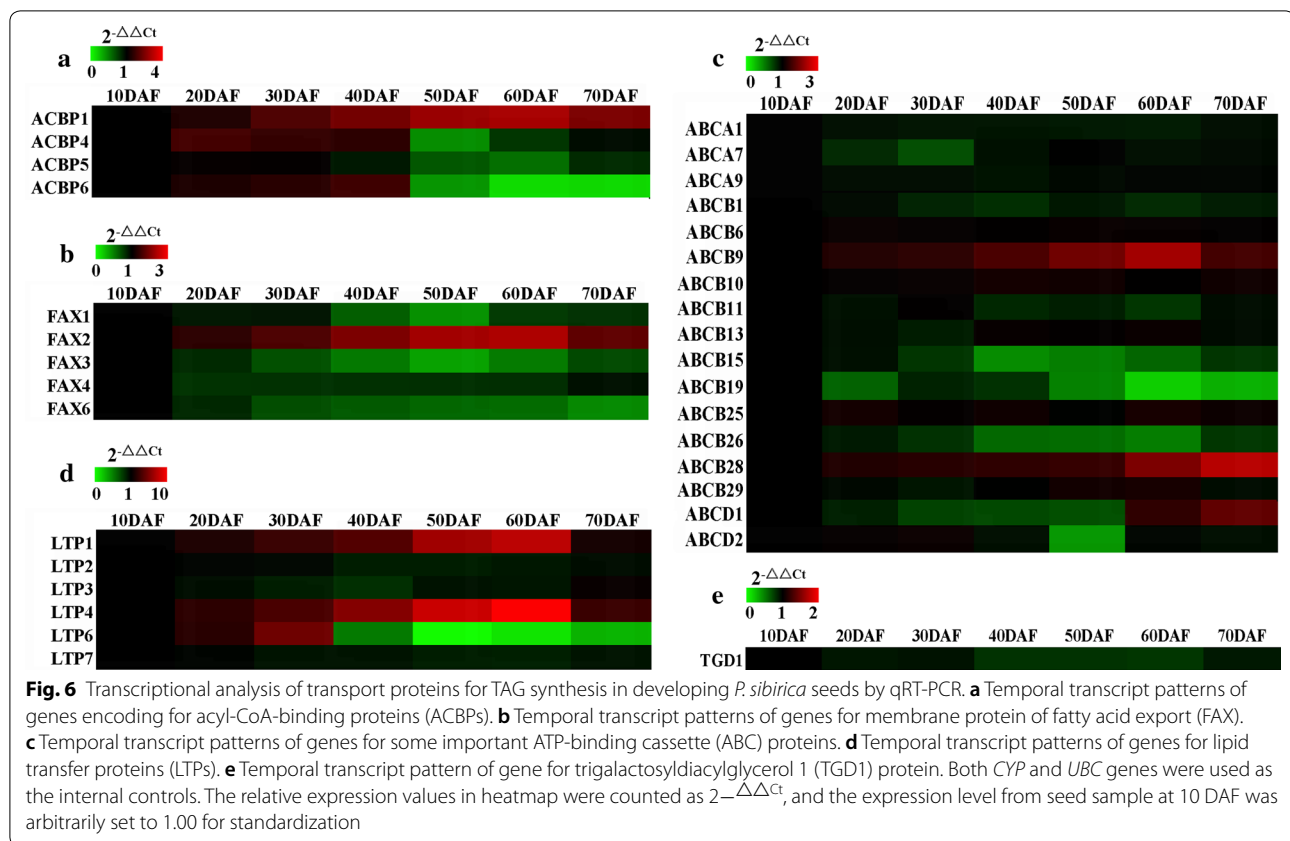 a
2-△△Ct
0 1 4
10DAF 20DAF 30DAF 40DAF 50DAF 60DAF 70DAF
ACBP1
ACBP4
ACBP5
ACBP6
b
2-△△Ct
0 1 3
10DAF 20DAF 30DAF 40DAF 50DAF 60DAF 70DAF
FAX1
FAX2
FAX3
FAX4
FAX6
d
2-△△Ct
0 1 10
10DAF 20DAF 30DAF 40DAF 50DAF 60DAF 70DAF
LTP1
LTP2
LTP3
LTP4
LTP6
LTP7
c
2-△△Ct
0 1 3
10DAF 20DAF 30DAF 40DAF 50DAF 60DAF 70DAF
ABCA1
ABCA7
ABCA9
ABCB1
ABCB6
ABCB9
ABCB10
ABCB11
ABCB13
ABCB15
ABCB19
ABCB25
ABCB26
ABCB28
ABCB29
ABCD1
ABCD2
e
2-△△Ct
0 1 2
10DAF 20DAF 30DAF 40DAF 50DAF 60DAF 70DAF
TGD1
Fig. 6 Transcriptional analysis of transport proteins for TAG synthesis in developing P. sibirica seeds by qRT-PCR. a Temporal transcript patterns of
genes encoding for acyl-CoA-binding proteins (ACBPs). b Temporal transcript patterns of genes for membrane protein of fatty acid export (FAX).
c Temporal transcript patterns of genes for some important ATP-binding cassette (ABC) proteins. d Temporal transcript patterns of genes for lipid
transfer proteins (LTPs). e Temporal transcript pattern of gene for trigalactosyldiacylglycerol 1 (TGD1) protein. Both CYP and UBC genes were used as
the internal controls. The relative expression values in heatmap were counted as 2−△△Ct, and the expression level from seed sample at 10 DAF was
arbitrarily set to 1.00 for standardization